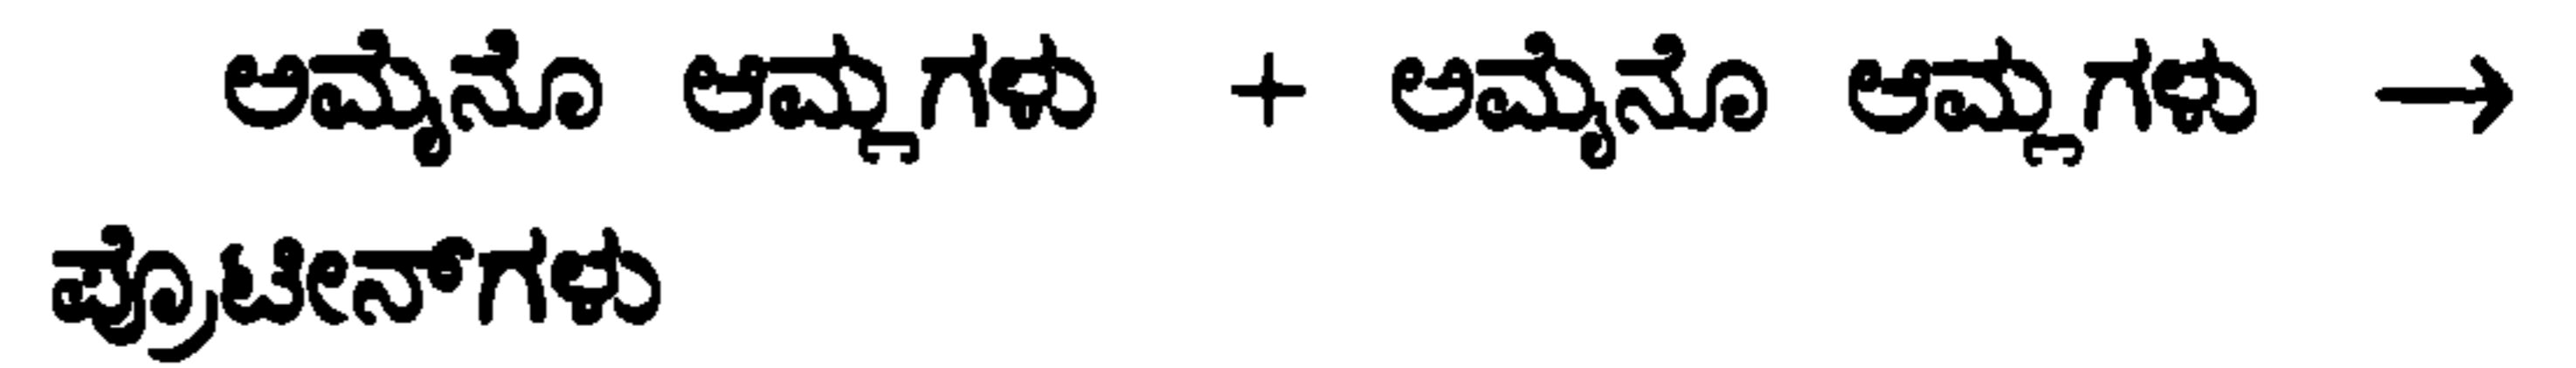 ಅಮೈನೊ ಆಮ್ಲಗಳು + ಅಮೈನೊ ಆಮ್ಲಗಳು →
ಪ್ರೊಟೀನ್‌ಗಳು